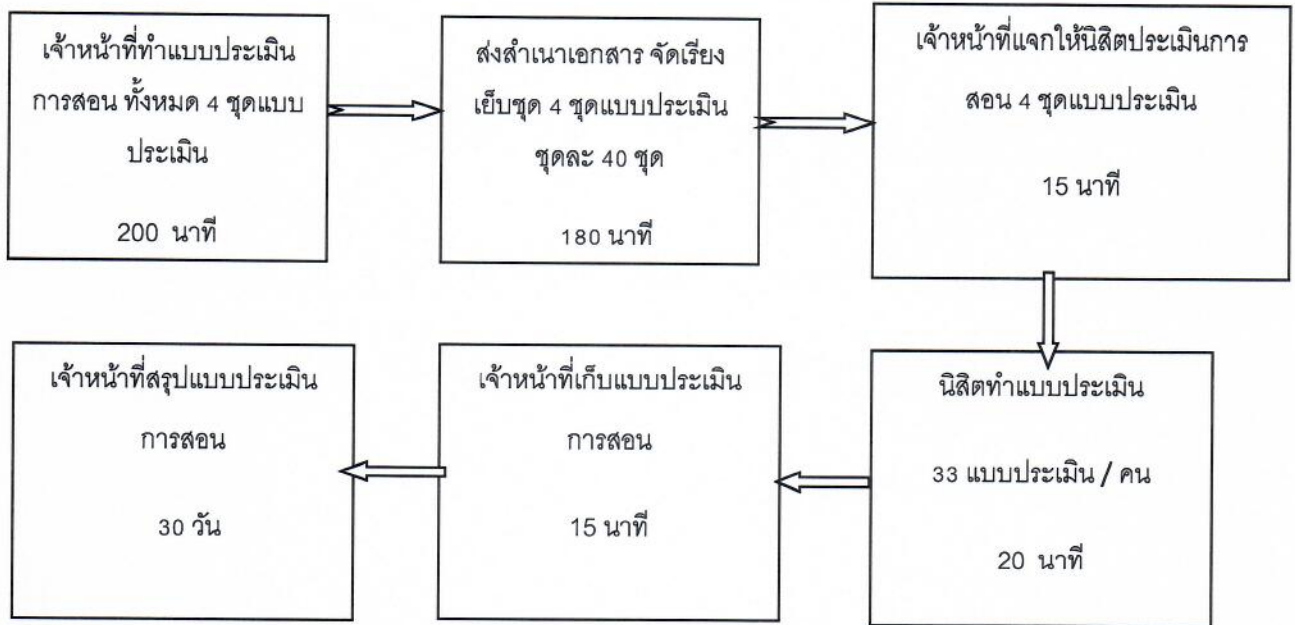 เจ้าหน้าที่ทำแบบประเมิน
การสอน ทั้งหมด 4 ชุดแบบ
ประเมิน
200 นาที
ส่งสำเนาเอกสาร จัดเรียง
เย็บชุด 4 ชุดแบบประเมิน
ชุดละ 40 ชุด
180 นาที
เจ้าหน้าที่แจกให้นิสิตประเมินการ
สอน 4 ชุดแบบประเมิน
15 นาที
นิสิตทำแบบประเมิน
33 แบบประเมิน / คน
20 นาที
เจ้าหน้าที่เก็บแบบประเมิน
การสอน
15 นาที
เจ้าหน้าที่สรุปแบบประเมิน
การสอน
30 วัน